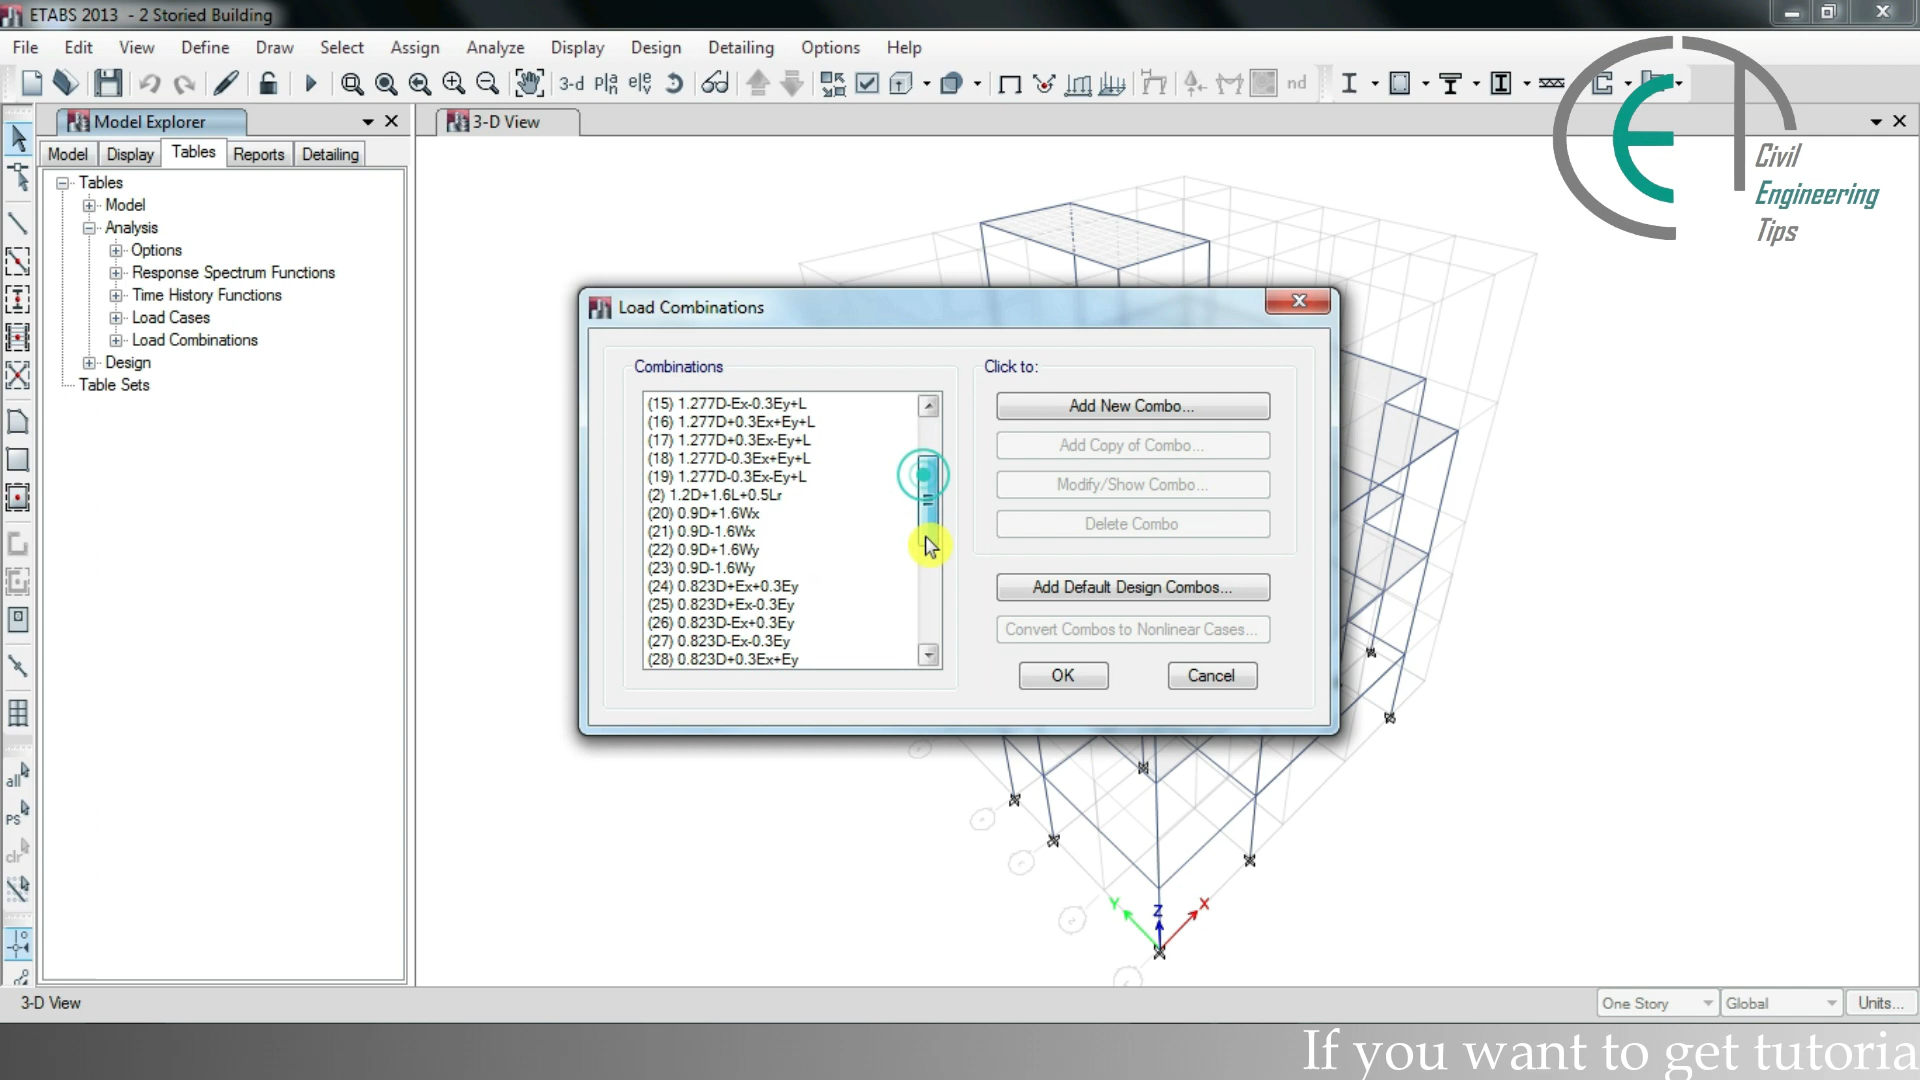 ETABS 2013 - 2 Storied Building
File Edit View Define Draw Select Assign Analyze Display Design Detailing Options Help
3-d nd
Model Explorer
3-D View
Model Display Tables Reports Detailing
Tables
Model
Analysis
Options
Response Spectrum Functions
Time History Functions
Load Cases
Load Combinations
Design
Table Sets
Civil
Engineering
Tips
Load Combinations
Combinations
(15) 1.277D-Ex-0.3Ey+L
(16) 1.277D+0.3Ex+Ey+L
(17) 1.277D+0.3Ex-Ey+L
(18) 1.277D-0.3Ex+Ey+L
(19) 1.277D-0.3Ex-Ey+L
(2) 1.2D+1.6L+0.5Lr
(20) 0.9D+1.6Wx
(21) 0.9D-1.6Wx
(22) 0.9D+1.6Wy
(23) 0.9D-1.6Wy
(24) 0.823D+Ex+0.3Ey
(25) 0.823D+Ex-0.3Ey
(26) 0.823D-Ex+0.3Ey
(27) 0.823D-Ex-0.3Ey
(28) 0.823D+0.3Ex+Ey
Click to:
Add New Combo...
Add Copy of Combo...
Modify/Show Combo...
Delete Combo
Add Default Design Combos...
Convert Combos to Nonlinear Cases...
OK Cancel
all
PS
clr
Y Z X
3-D View
One Story Global Units...
If you want to get tutoria